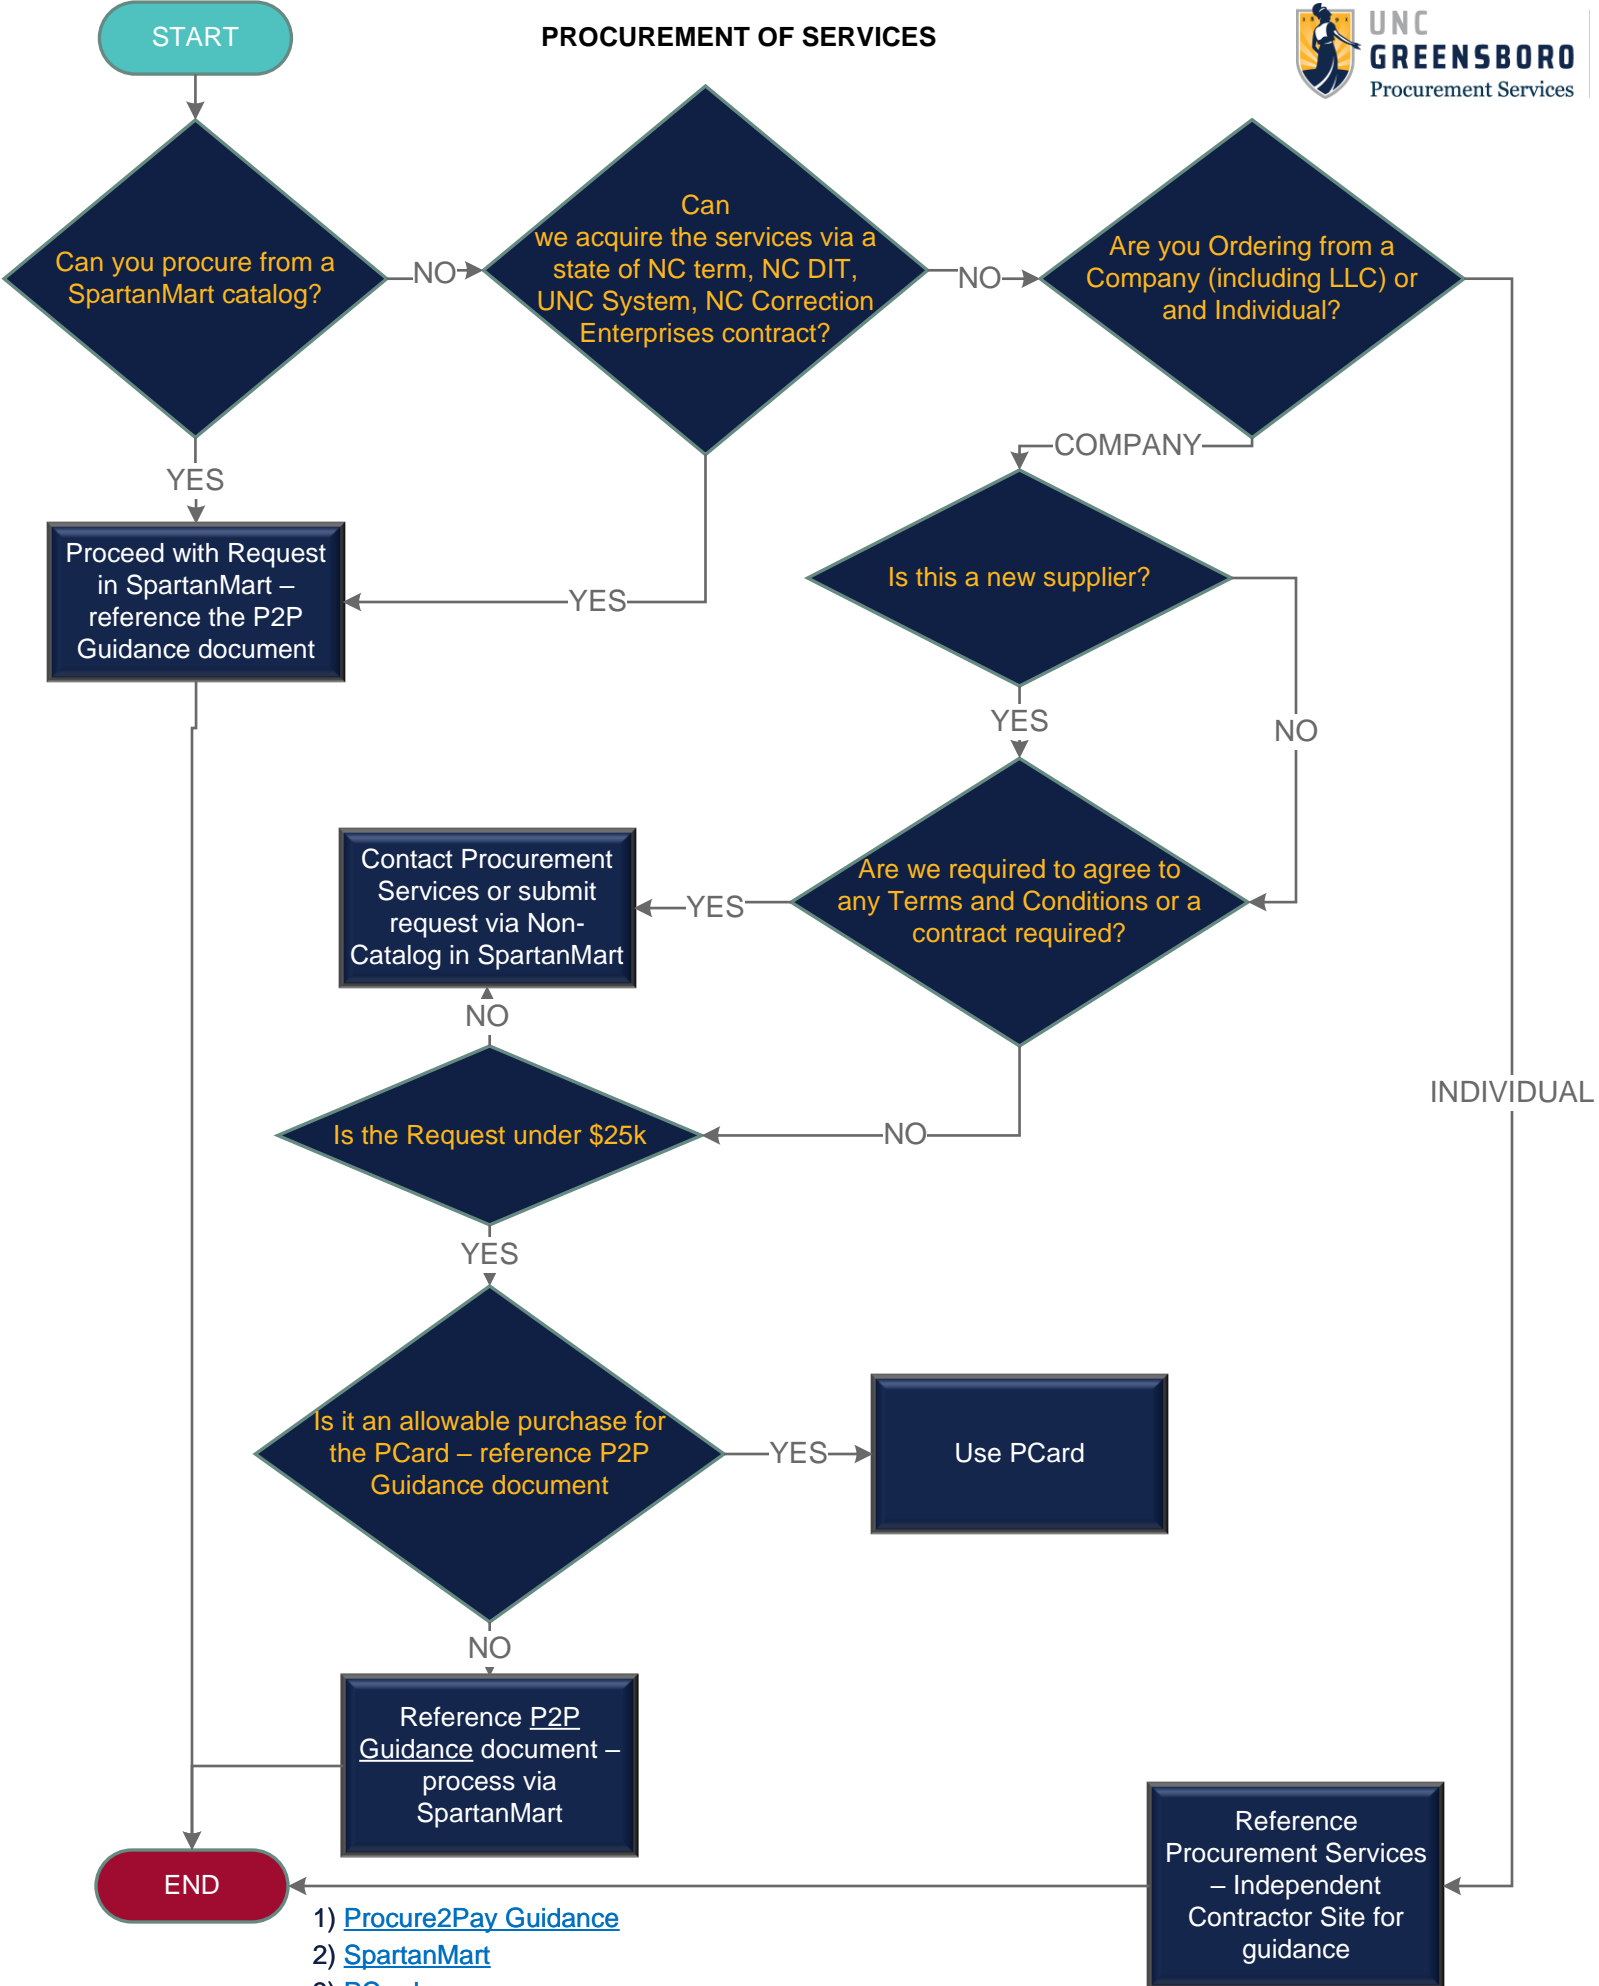 START
PROCUREMENT OF SERVICES
UNC
GREENSBORO
Procurement Services
Can you procure from a
SpartanMart catalog?
NO
Can
we acquire the services via a
state of NC term, NC DIT,
UNC System, NC Correction
Enterprises contract?
NO
Are you Ordering from a
Company (including LLC) or
and Individual?
COMPANY
YES
Proceed with Request
in SpartanMart –
reference the P2P
Guidance document
YES
Is this a new supplier?
YES
NO
Contact Procurement
Services or submit
request via Non-
Catalog in SpartanMart
YES
Are we required to agree to
any Terms and Conditions or a
contract required?
NO
INDIVIDUAL
Is the Request under $25k
NO
YES
Is it an allowable purchase for
the PCard – reference P2P
Guidance document
YES
Use PCard
NO
Reference P2P
Guidance document –
process via
SpartanMart
Reference
Procurement Services
– Independent
Contractor Site for
guidance
END
1) Procure2Pay Guidance
2) SpartanMart